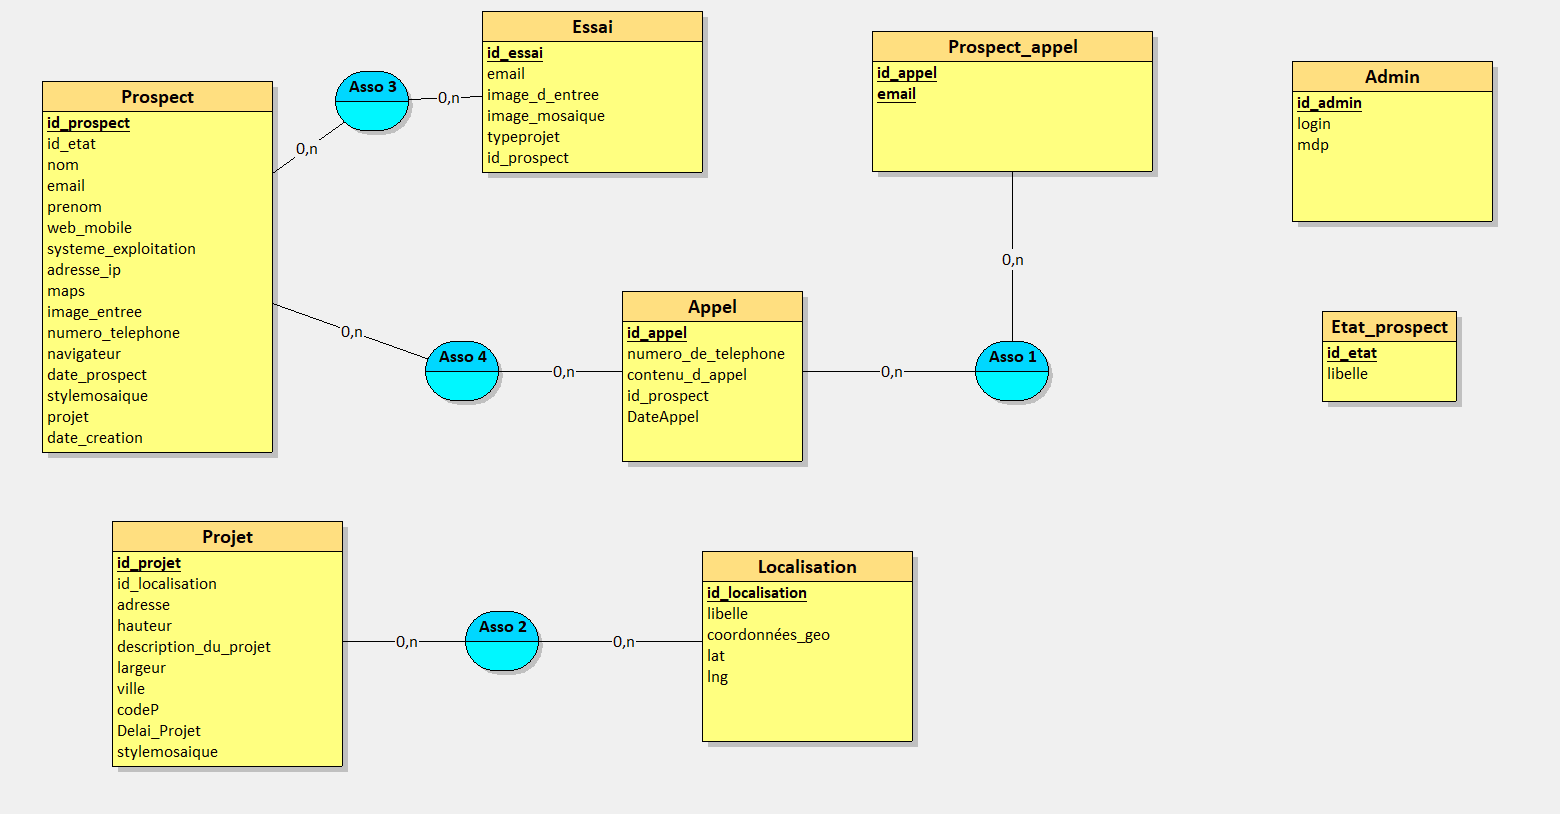 Prospect
id_prospect
id_etat
nom
email
prenom
web_mobile
systeme_exploitation
adresse_ip
maps
image_entree
numero_telephone
navigateur
date_prospect
stylemosaique
projet
date_creation
0,n
Asso 3
0,n
Essai
id_essai
email
image_d_entree
image_mosaique
typeprojet
id_prospect
Prospect_appel
id_appel
email
0,n
Admin
id_admin
login
mdp
0,n
Asso 4
0,n
Appel
id_appel
numero_de_telephone
contenu_d_appel
id_prospect
DateAppel
0,n
Asso 1
Etat_prospect
id_etat
libelle
Projet
id_projet
id_localisation
adresse
hauteur
description_du_projet
largeur
ville
codeP
Delai_Projet
stylemosaique
0,n
Asso 2
0,n
Localisation
id_localisation
libelle
coordonnées_geo
lat
lng